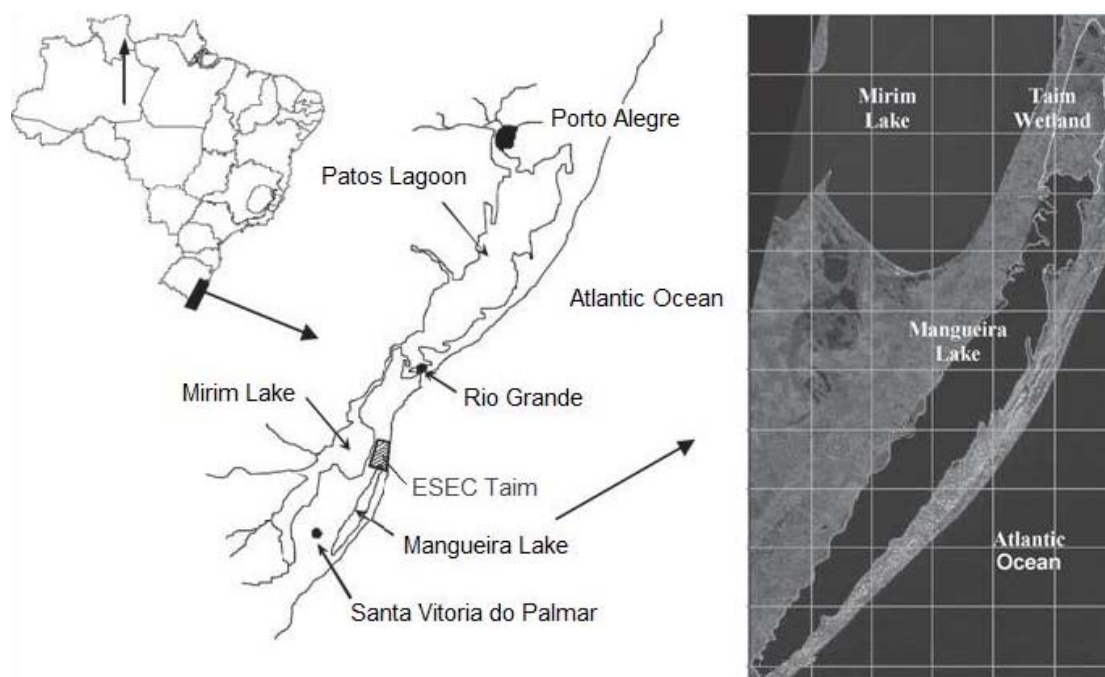 Porto Alegre
Patos Lagoon
Atlantic Ocean
Mirim Lake
Rio Grande
ESEC Taim
Mangueira Lake
Santa Vitoria do Palmar
Mirim
Lake
Taim
Wetland
Mangueira
Lake
Atlantic
Ocean